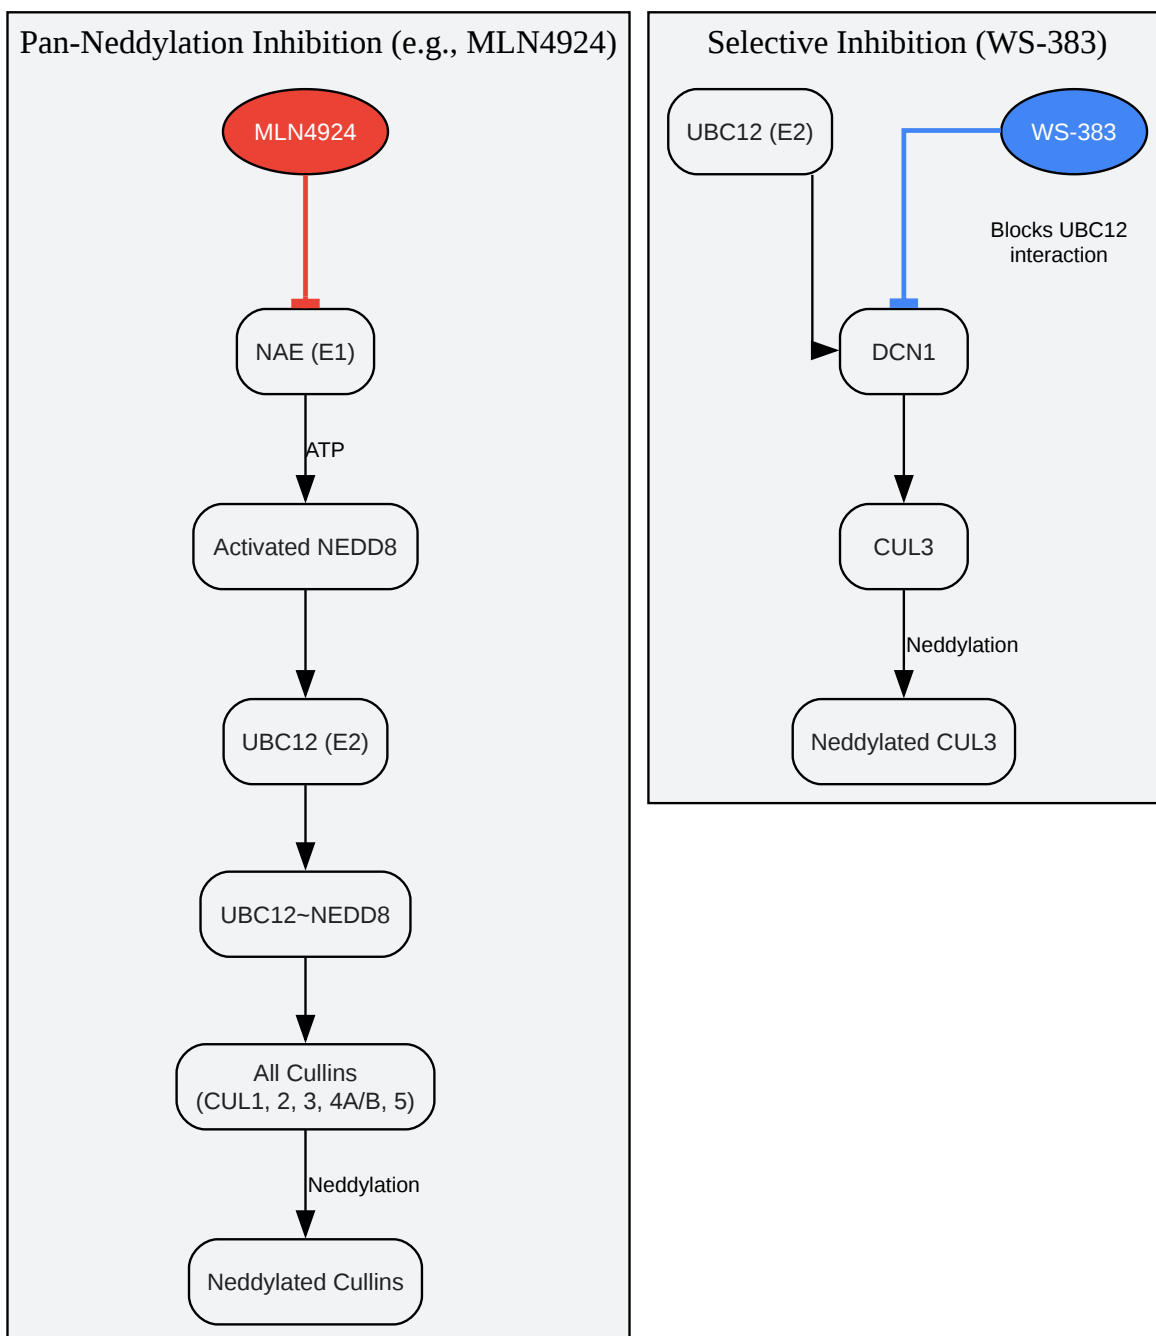 Pan-Neddylation Inhibition (e.g., MLN4924)
MLN4924
NAE (E1)
ATP
Activated NEDD8
UBC12 (E2)
UBC12~NEDD8
All Cullins
(CUL1, 2, 3, 4A/B, 5)
Neddylation
Neddylated Cullins
Selective Inhibition (WS-383)
UBC12 (E2)
WS-383
Blocks UBC12
interaction
DCN1
CUL3
Neddylation
Neddylated CUL3